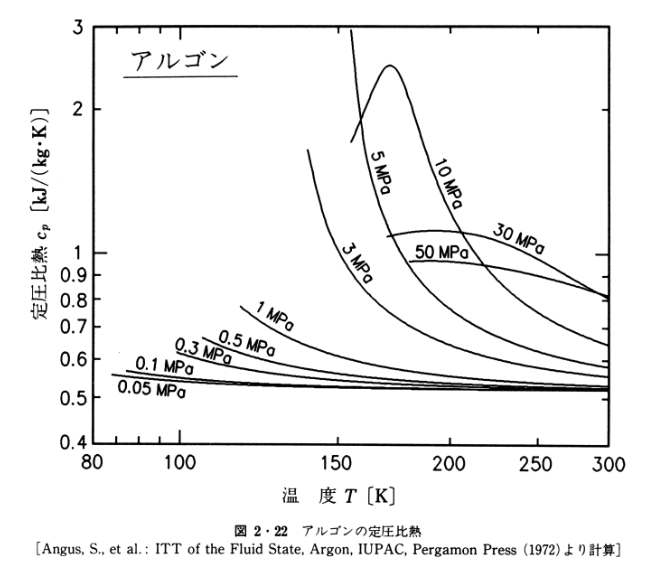 アルゴン
3
2
1
0.9
0.8
0.7
0.6
0.5
0.4
定圧比熱 cp [kJ/(kg·K)]
5 MPa
10 MPa
3 MPa
30 MPa
50 MPa
1 MPa
0.5 MPa
0.3 MPa
0.1 MPa
0.05 MPa
80 100 150 200 250 300
温 度 T [K]
図 2・22 アルゴンの定圧比熱
[Angus, S., et al.: ITT of the Fluid State, Argon, IUPAC, Pergamon Press (1972)より計算]